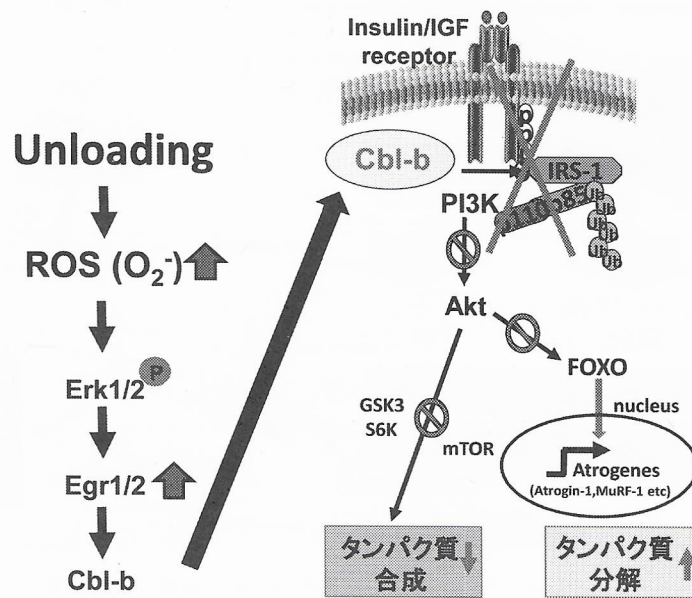 Insulin/IGF
receptor
Unloading
Cbl-b
IRS-1
PI3K
p110
p85
Ub
Ub
Ub
Ub
Ub
Ub
p
p
ROS (O₂⁻)
Akt
Erk1/2
P
FOXO
GSK3
S6K
mTOR
nucleus
Egr1/2
Atrogenes
(Atrogin-1,MuRF-1 etc)
Cbl-b
タンパク質
合成
タンパク質
分解